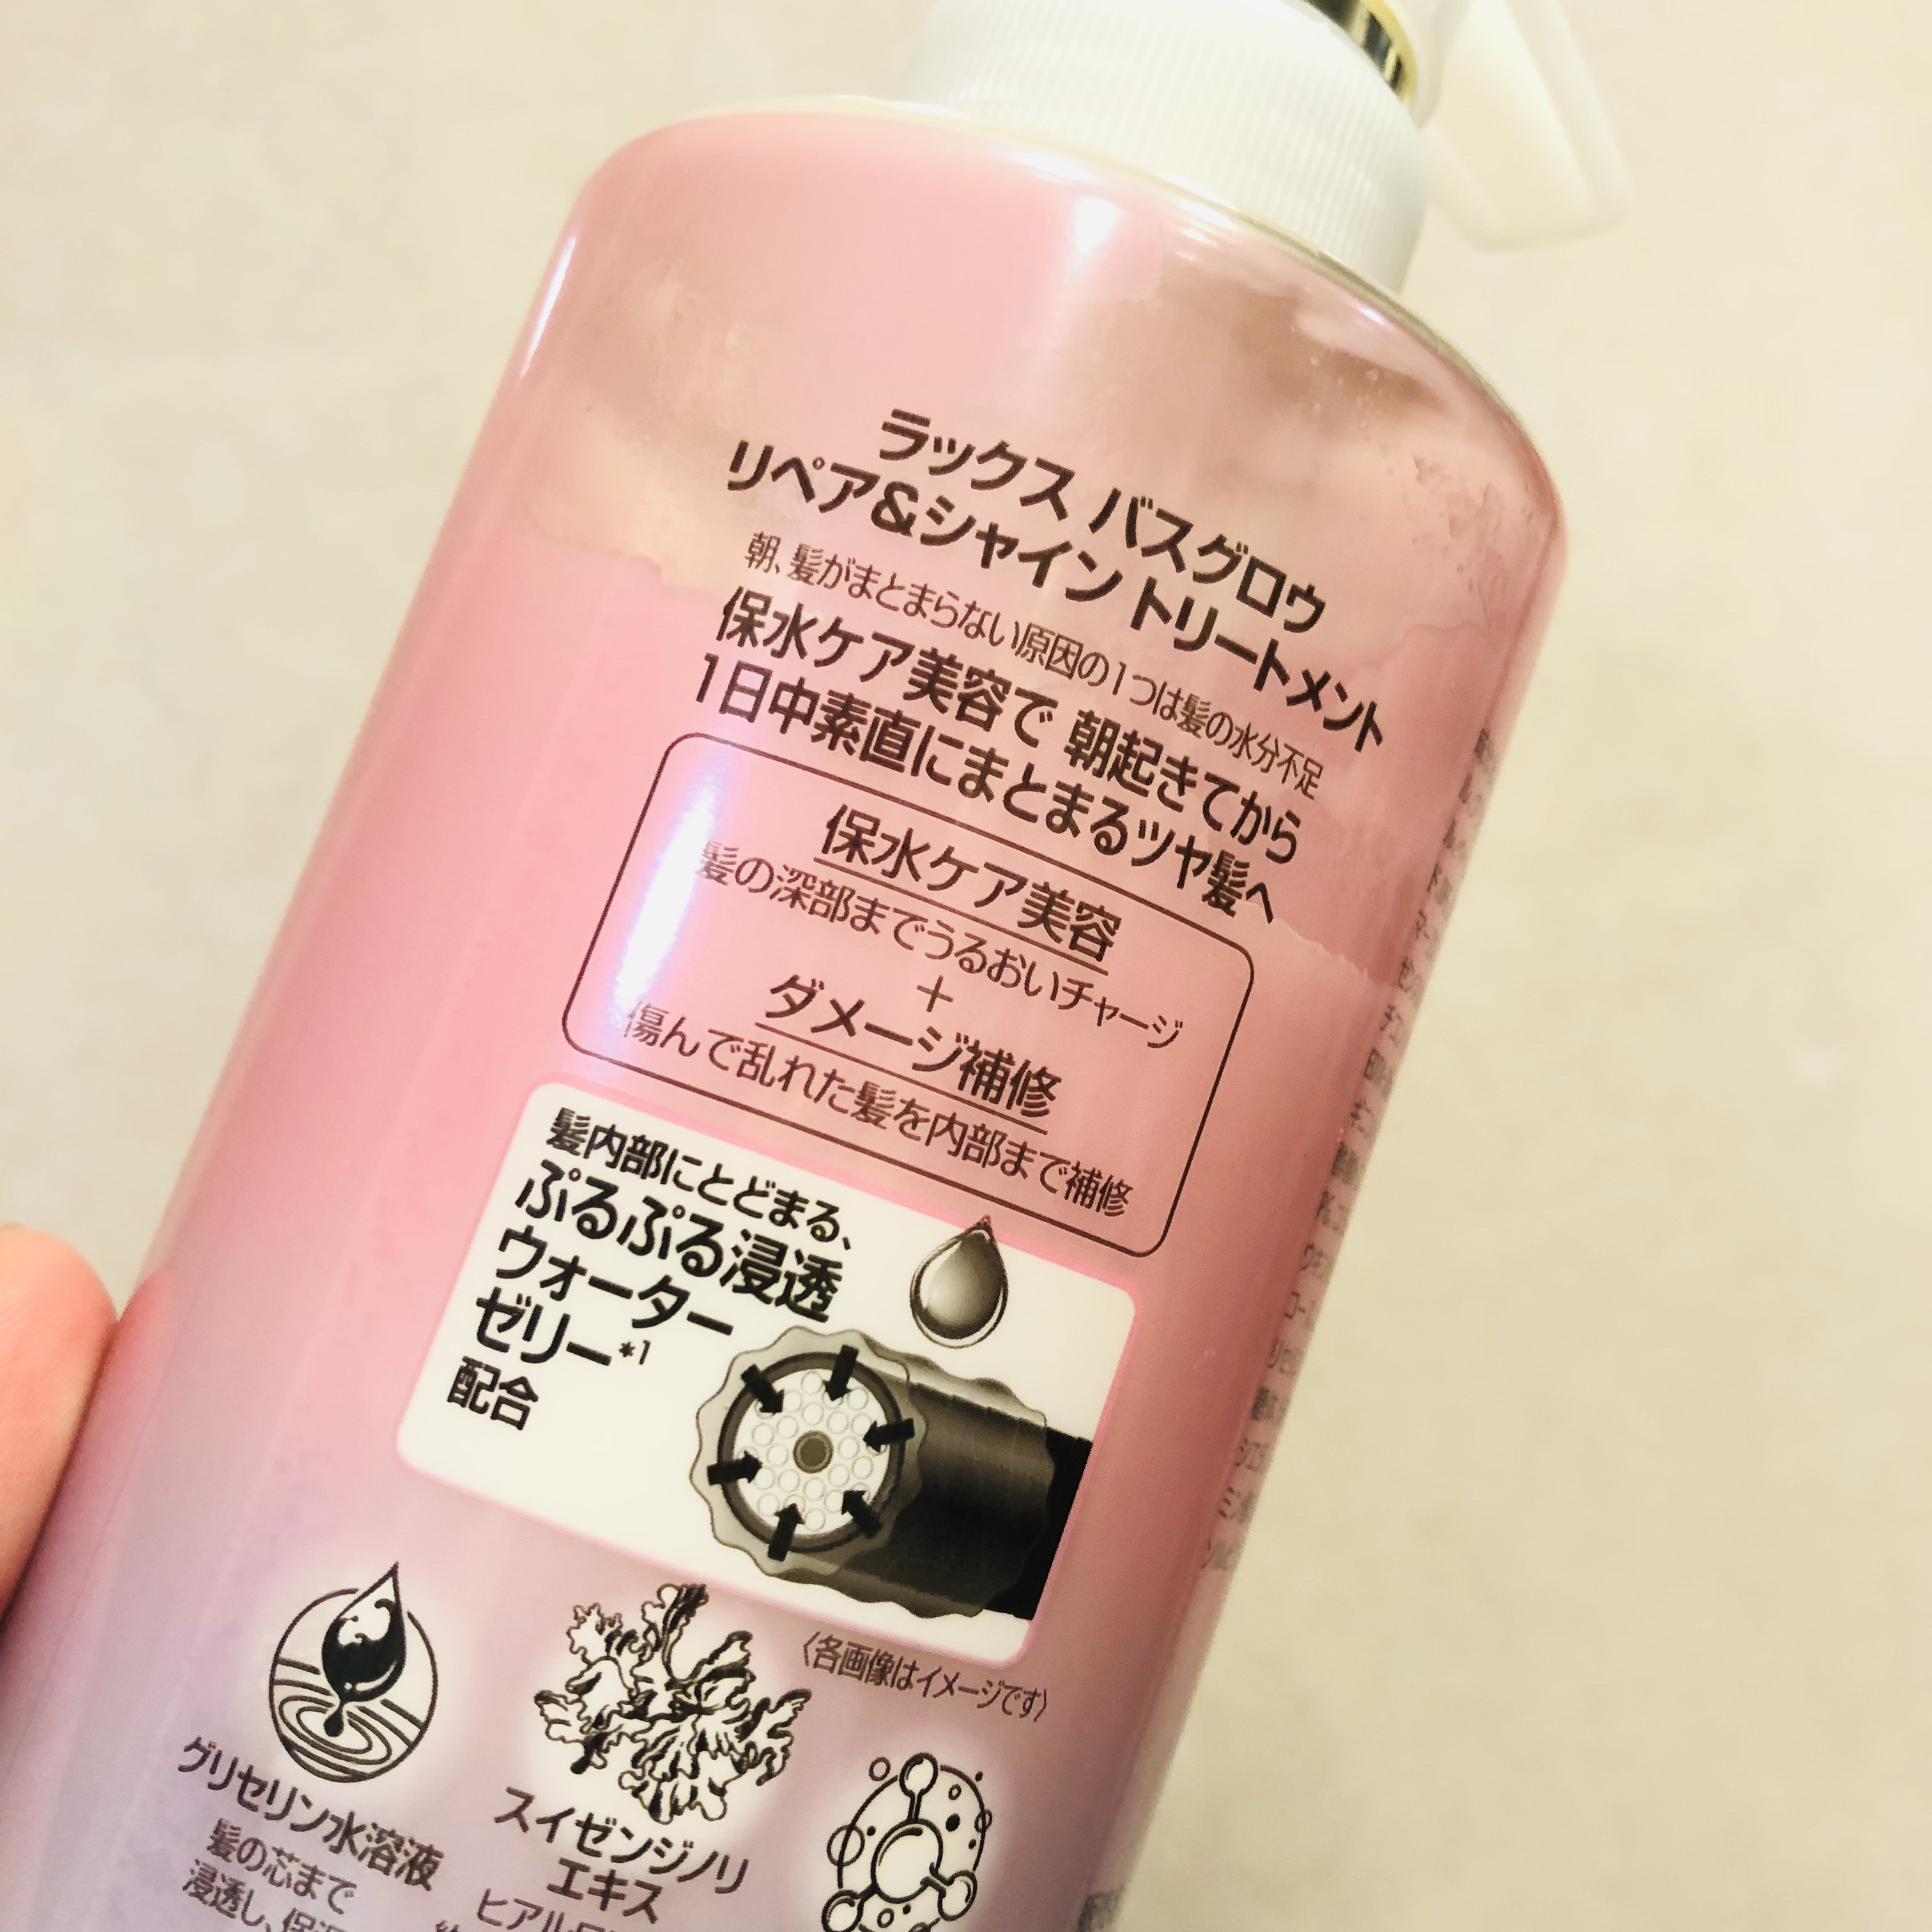 ラックス バスグロウ
リペア&シャイン トリートメント
朝、髪がまとまらない原因の1つは髪の水分不足
保水ケア美容で 朝起きてから
1日中素直にまとまるツヤ髪へ
保水ケア美容
髪の深部までうるおいチャージ
+
ダメージ補修
傷んで乱れた髪を内部まで補修
髪内部にとどまる、
ぷるぷる浸透
ウォーター
ゼリー*1
配合
〈各画像はイメージです〉
グリセリン水溶液
髪の芯まで
浸透し、保
スイゼンジノリ
エキス
ヒアル